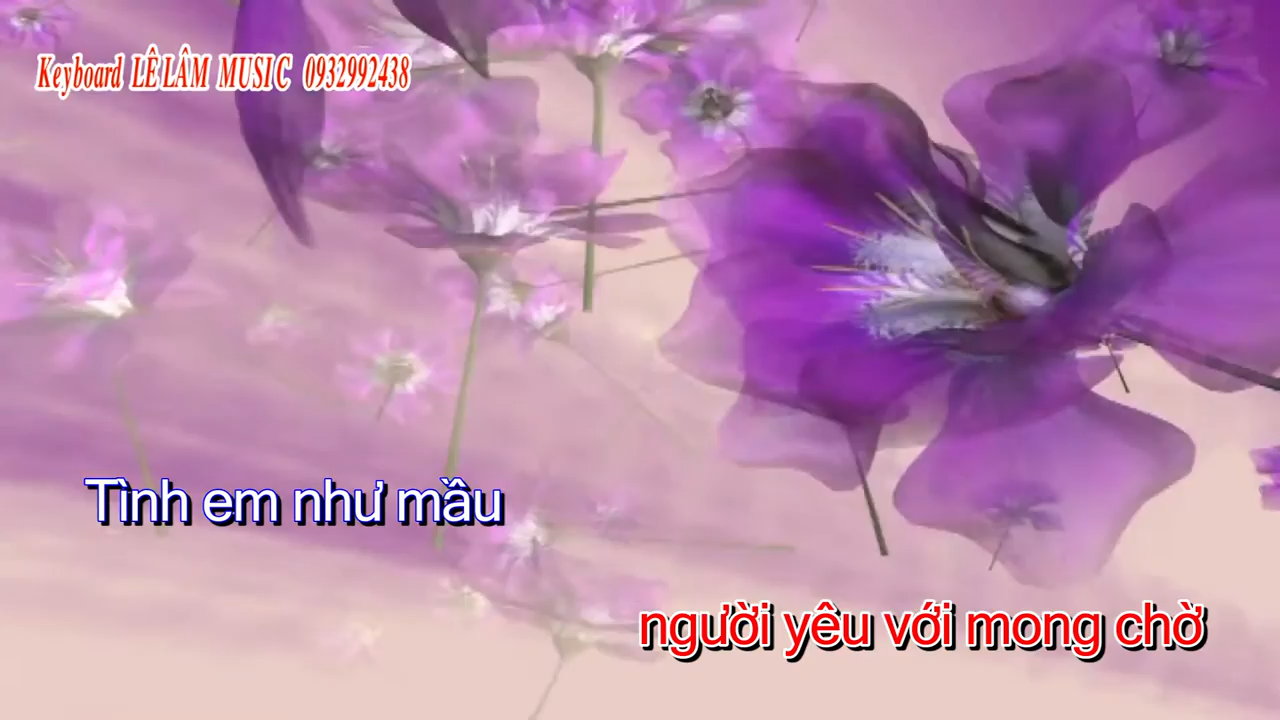 Keyboard LÊ LÂM MUSIC 0932992438
Tình em như mầu
người yêu với mong chờ